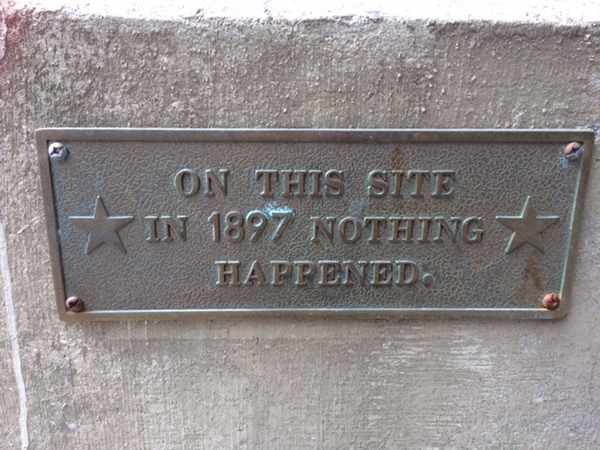 ON THIS SITE
IN 1897 NOTHING
HAPPENED.